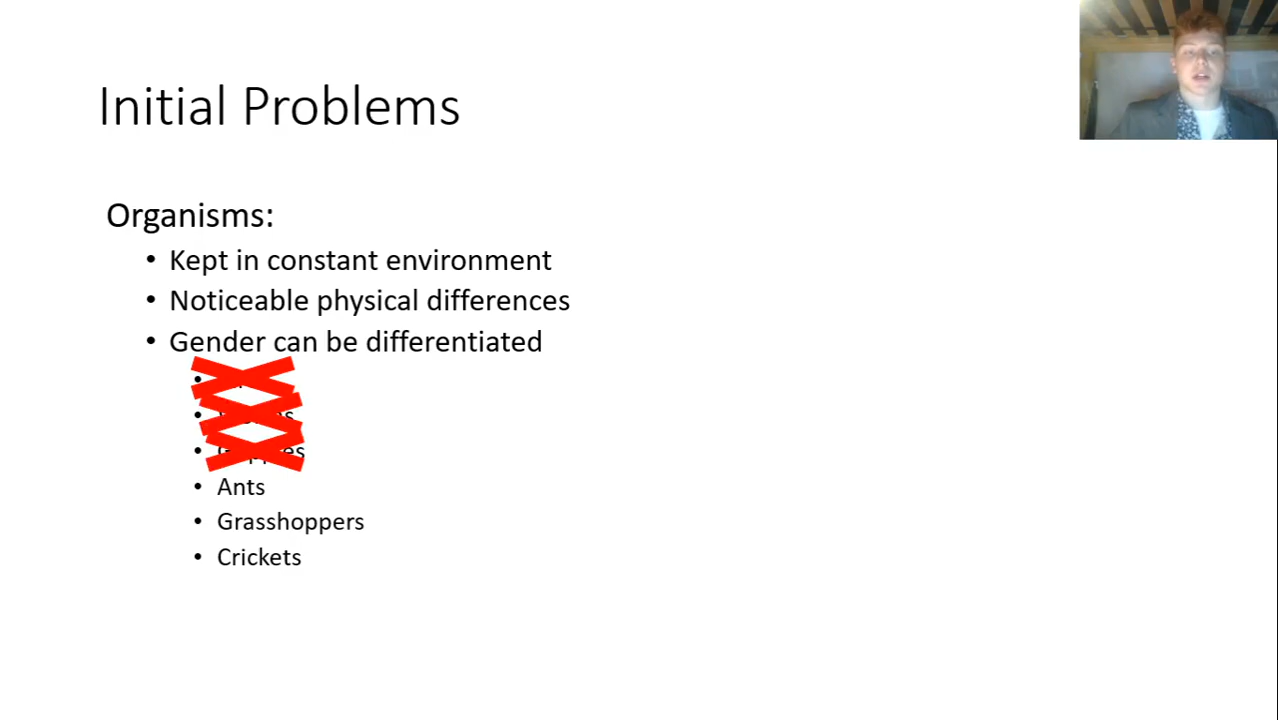 Initial Problems
Organisms:
• Kept in constant environment
• Noticeable physical differences
• Gender can be differentiated
• Ants
• Grasshoppers
• Crickets